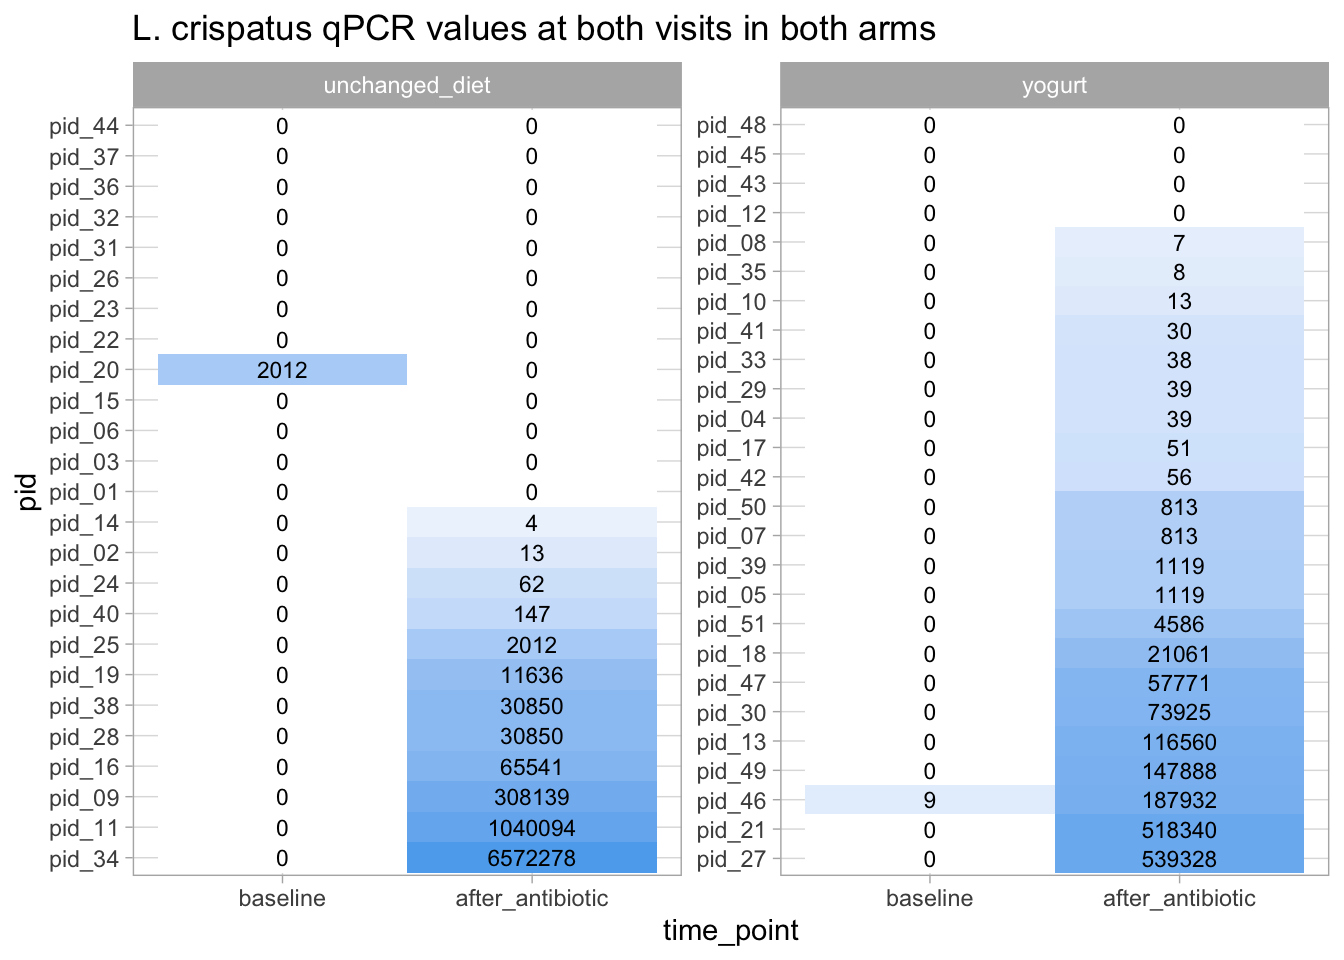 L. crispatus qPCR values at both visits in both arms
unchanged_diet
pid_44 0 0
pid_37 0 0
pid_36 0 0
pid_32 0 0
pid_31 0 0
pid_26 0 0
pid_23 0 0
pid_22 0 0
pid_20 2012 0
pid_15 0 0
pid_06 0 0
pid_03 0 0
pid_01 0 0
pid_14 0 4
pid_02 0 13
pid_24 0 62
pid_40 0 147
pid_25 0 2012
pid_19 0 11636
pid_38 0 30850
pid_28 0 30850
pid_16 0 65541
pid_09 0 308139
pid_11 0 1040094
pid_34 0 6572278
baseline after_antibiotic
yogurt
pid_48 0 0
pid_45 0 0
pid_43 0 0
pid_12 0 0
pid_08 0 7
pid_35 0 8
pid_10 0 13
pid_41 0 30
pid_33 0 38
pid_29 0 39
pid_04 0 39
pid_17 0 51
pid_42 0 56
pid_50 0 813
pid_07 0 813
pid_39 0 1119
pid_05 0 1119
pid_51 0 4586
pid_18 0 21061
pid_47 0 57771
pid_30 0 73925
pid_13 0 116560
pid_49 0 147888
pid_46 9 187932
pid_21 0 518340
pid_27 0 539328
baseline after_antibiotic
pid
time_point